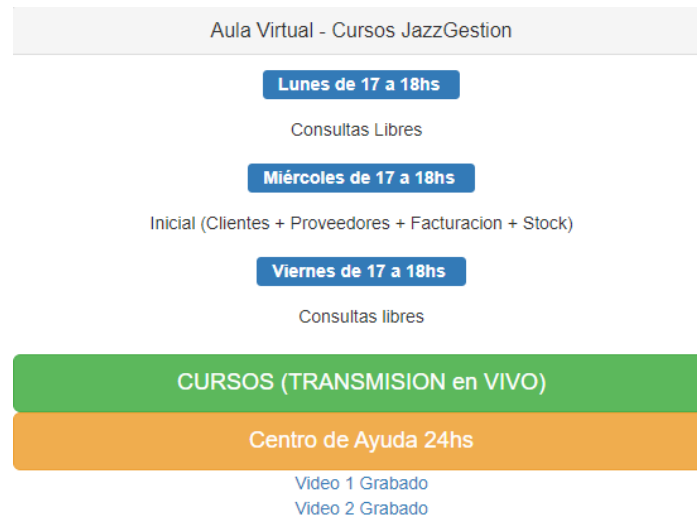 Aula Virtual - Cursos JazzGestion
Lunes de 17 a 18hs
Consultas Libres
Miércoles de 17 a 18hs
Inicial (Clientes + Proveedores + Facturacion + Stock)
Viernes de 17 a 18hs
Consultas libres
CURSOS (TRANSMISION en VIVO)
Centro de Ayuda 24hs
Video 1 Grabado
Video 2 Grabado